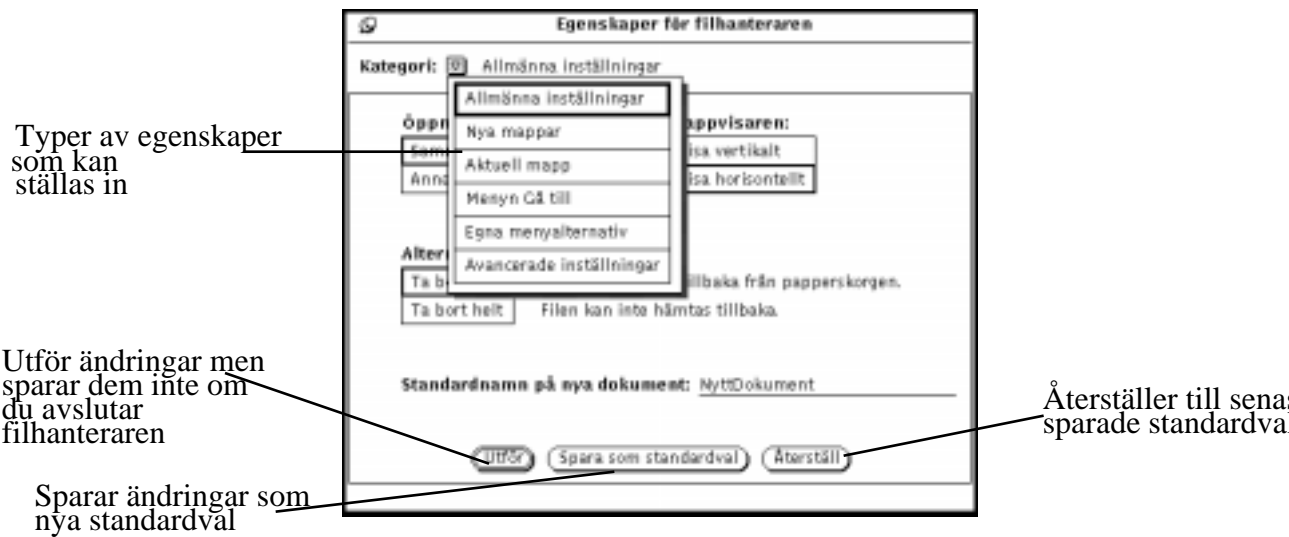 Egenskaper för filhanteraren
Kategori: Allmänna inställningar
Allmänna inställningar
Nya mappar
Aktuell mapp
Menyn Gå till
Egna menyalternativ
Avancerade inställningar
Öppn
appvisaren:
Sam
isa vertikalt
Anna
isa horisontellt
Altern
Ta b
illbaka från papperskorgen.
Ta bort helt Filen kan inte hämtas tillbaka.
Standardnamn på nya dokument: NyttDokument
Utför Spara som standardval Återställ
Typer av egenskaper
som kan
ställas in
Utför ändringar men
sparar dem inte om
du avslutar
filhanteraren
Sparar ändringar som
nya standardval
Återställer till senas
sparade standardval